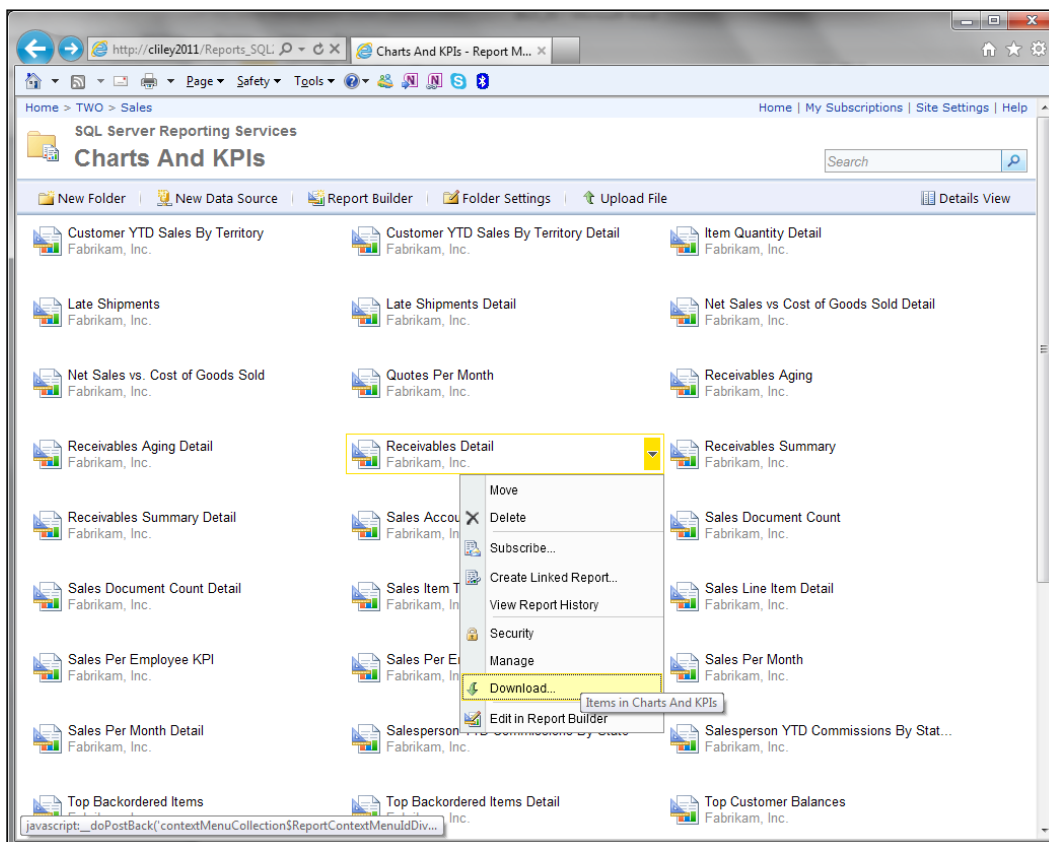 http://cliley2011/Reports_SQL:
Charts And KPIs - Report M...
Page Safety Tools
Home > TWO > Sales
Home | My Subscriptions | Site Settings | Help
SQL Server Reporting Services
Charts And KPIs
Search
New Folder New Data Source Report Builder Folder Settings Upload File Details View
Customer YTD Sales By Territory Customer YTD Sales By Territory Detail Item Quantity Detail
Fabrikam, Inc. Fabrikam, Inc. Fabrikam, Inc.
Late Shipments Late Shipments Detail Net Sales vs Cost of Goods Sold Detail
Fabrikam, Inc. Fabrikam, Inc. Fabrikam, Inc.
Net Sales vs. Cost of Goods Sold Quotes Per Month Receivables Aging
Fabrikam, Inc. Fabrikam, Inc. Fabrikam, Inc.
Receivables Aging Detail Receivables Detail Receivables Summary
Fabrikam, Inc. Fabrikam, Inc. Fabrikam, Inc.
Move
Receivables Summary Detail Sales Accou Delete Sales Document Count
Fabrikam, Inc. Fabrikam, In Fabrikam, Inc.
Subscribe...
Create Linked Report...
Sales Document Count Detail Sales Item T Sales Line Item Detail
Fabrikam, Inc. Fabrikam, In View Report History Fabrikam, Inc.
Security
Sales Per Employee KPI Sales Per E Manage Sales Per Month
Fabrikam, Inc. Fabrikam, In Fabrikam, Inc.
Download...
Items in Charts And KPIs
Edit in Report Builder
Sales Per Month Detail Salesperson YTD Commissions By State Salesperson YTD Commissions By Stat...
Fabrikam, Inc. Fabrikam, Inc. Fabrikam, Inc.
Top Backordered Items Top Backordered Items Detail Top Customer Balances
javascript:__doPostBack('contextMenuCollection$ReportContextMenuIdDiv... Inc. Fabrikam, Inc.